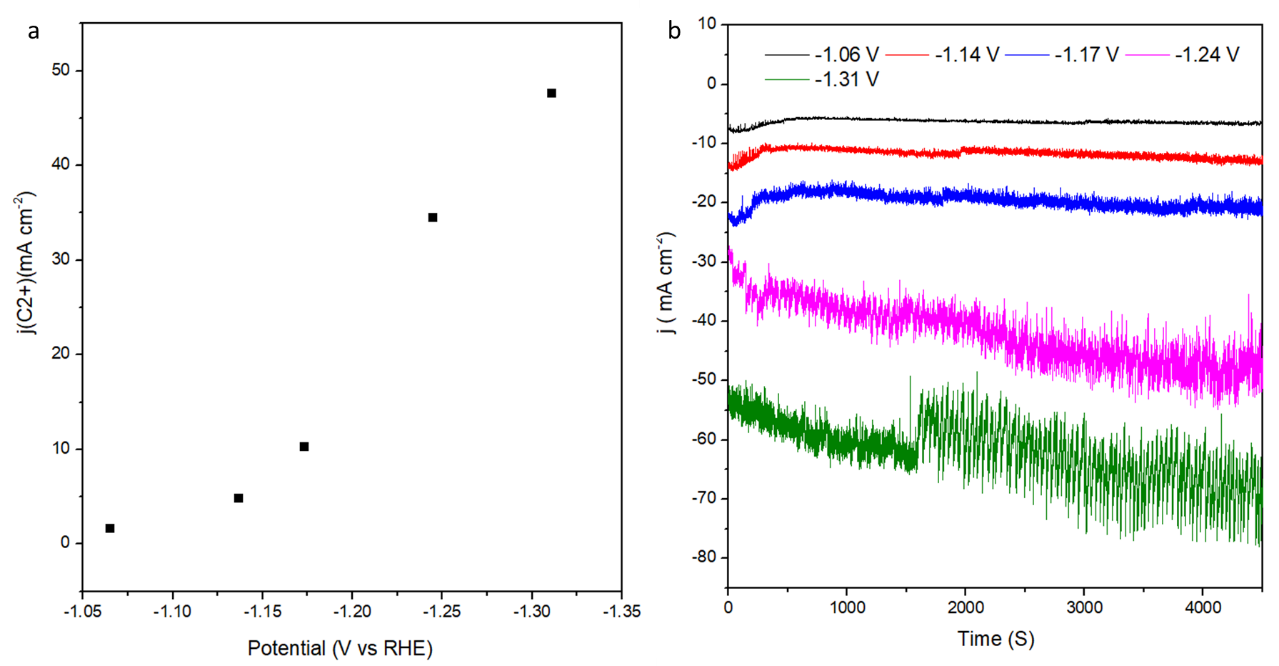 a
50
40
30
20
10
0
j(C2+)(mA cm-2)
-1.05 -1.10 -1.15 -1.20 -1.25 -1.30 -1.35
Potential (V vs RHE)
b
10
0
-10
-20
-30
-40
-50
-60
-70
-80
j ( mA cm-2)
-1.06 V -1.14 V -1.17 V -1.24 V
-1.31 V
0 1000 2000 3000 4000
Time (S)